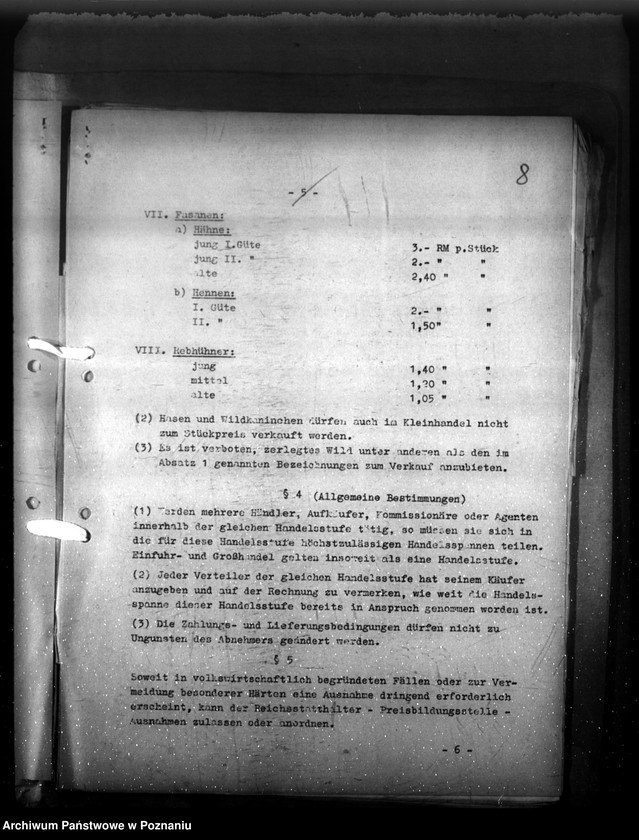 8
- 5 -
VII. Fasanen:
a) Hähne:
jung I.Güte 3.- RM p.Stück
jung II. " 2.- " "
alte 2,40 " "
b) Hennen:
I. Güte 2.- " "
II. " 1,50" "
VIII. Rebhühner:
jung 1,40 " "
mittel 1,20 " "
alte 1,05 " "
(2) Hasen und Wildkaninchen dürfen auch im Kleinhandel nicht
zum Stückpreis verkauft werden.
(3) Es ist verboten, zerlegtes Wild unter anderen als den im
Absatz 1 genannten Bezeichnungen zum Verkauf anzubieten.
§ 4 (Allgemeine Bestimmungen)
(1) Werden mehrere Händler, Aufkäufer, Kommissionäre oder Agenten
innerhalb der gleichen Handelsstufe tätig, so müssen sie sich in
die für diese Handelsstufe höchstzulässigen Handelsspannen teilen.
Einfuhr- und Großhandel gelten insoweit als eine Handelsstufe.
(2) Jeder Verteiler der gleichen Handelsstufe hat seinem Käufer
anzugeben und auf der Rechnung zu vermerken, wie weit die Handels-
spanne dieser Handelsstufe bereits in Anspruch genommen worden ist.
(3) Die Zahlungs- und Lieferungsbedingungen dürfen nicht zu
Ungunsten des Abnehmers geändert werden.
§ 5
Soweit in volkswirtschaftlich begründeten Fällen oder zur Ver-
meidung besonderer Härten eine Ausnahme dringend erforderlich
erscheint, kann der Reichsstatthalter - Preisbildungsstelle -
Ausnahmen zulassen oder anordnen.
- 6 -
Archiwum Państwowe w Poznaniu